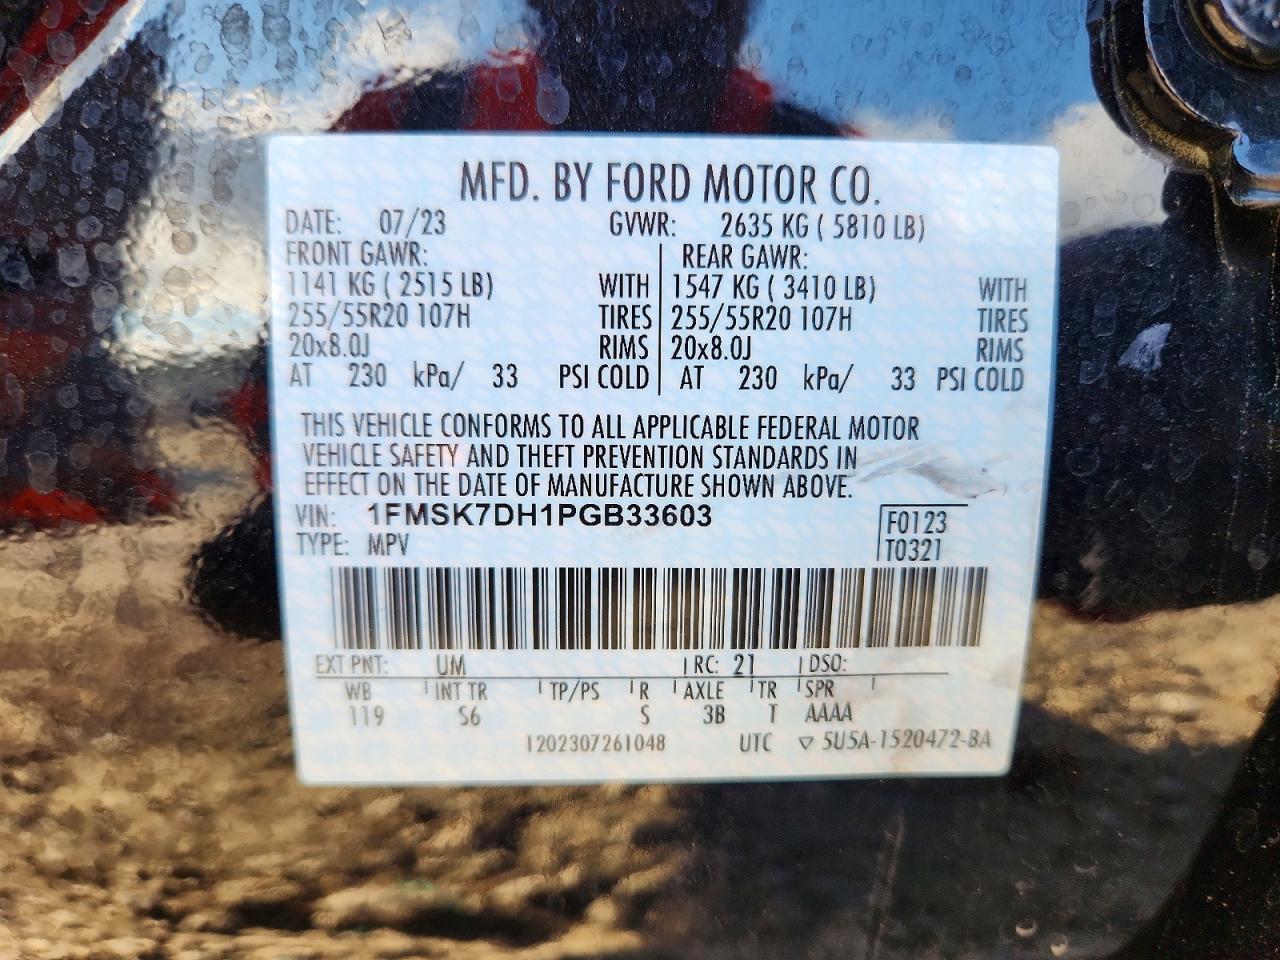 MFD. BY FORD MOTOR CO.
DATE: 07/23 GVWR: 2635 KG ( 5810 LB)
FRONT GAWR: REAR GAWR:
1141 KG ( 2515 LB) WITH 1547 KG ( 3410 LB) WITH
255/55R20 107H TIRES 255/55R20 107H TIRES
20x8.0J RIMS 20x8.0J RIMS
AT 230 kPa/ 33 PSI COLD AT 230 kPa/ 33 PSI COLD
THIS VEHICLE CONFORMS TO ALL APPLICABLE FEDERAL MOTOR
VEHICLE SAFETY AND THEFT PREVENTION STANDARDS IN
EFFECT ON THE DATE OF MANUFACTURE SHOWN ABOVE.
VIN: 1FMSK7DH1PGB33603 F0123
TYPE: MPV T0321
EXT PNT: UM RC: 21 DSO:
WB INT TR TP/PS R AXLE TR SPR
119 S6 S 3B T AAAA
1202307261048 UTC ▽ 5U5A-1520472-BA